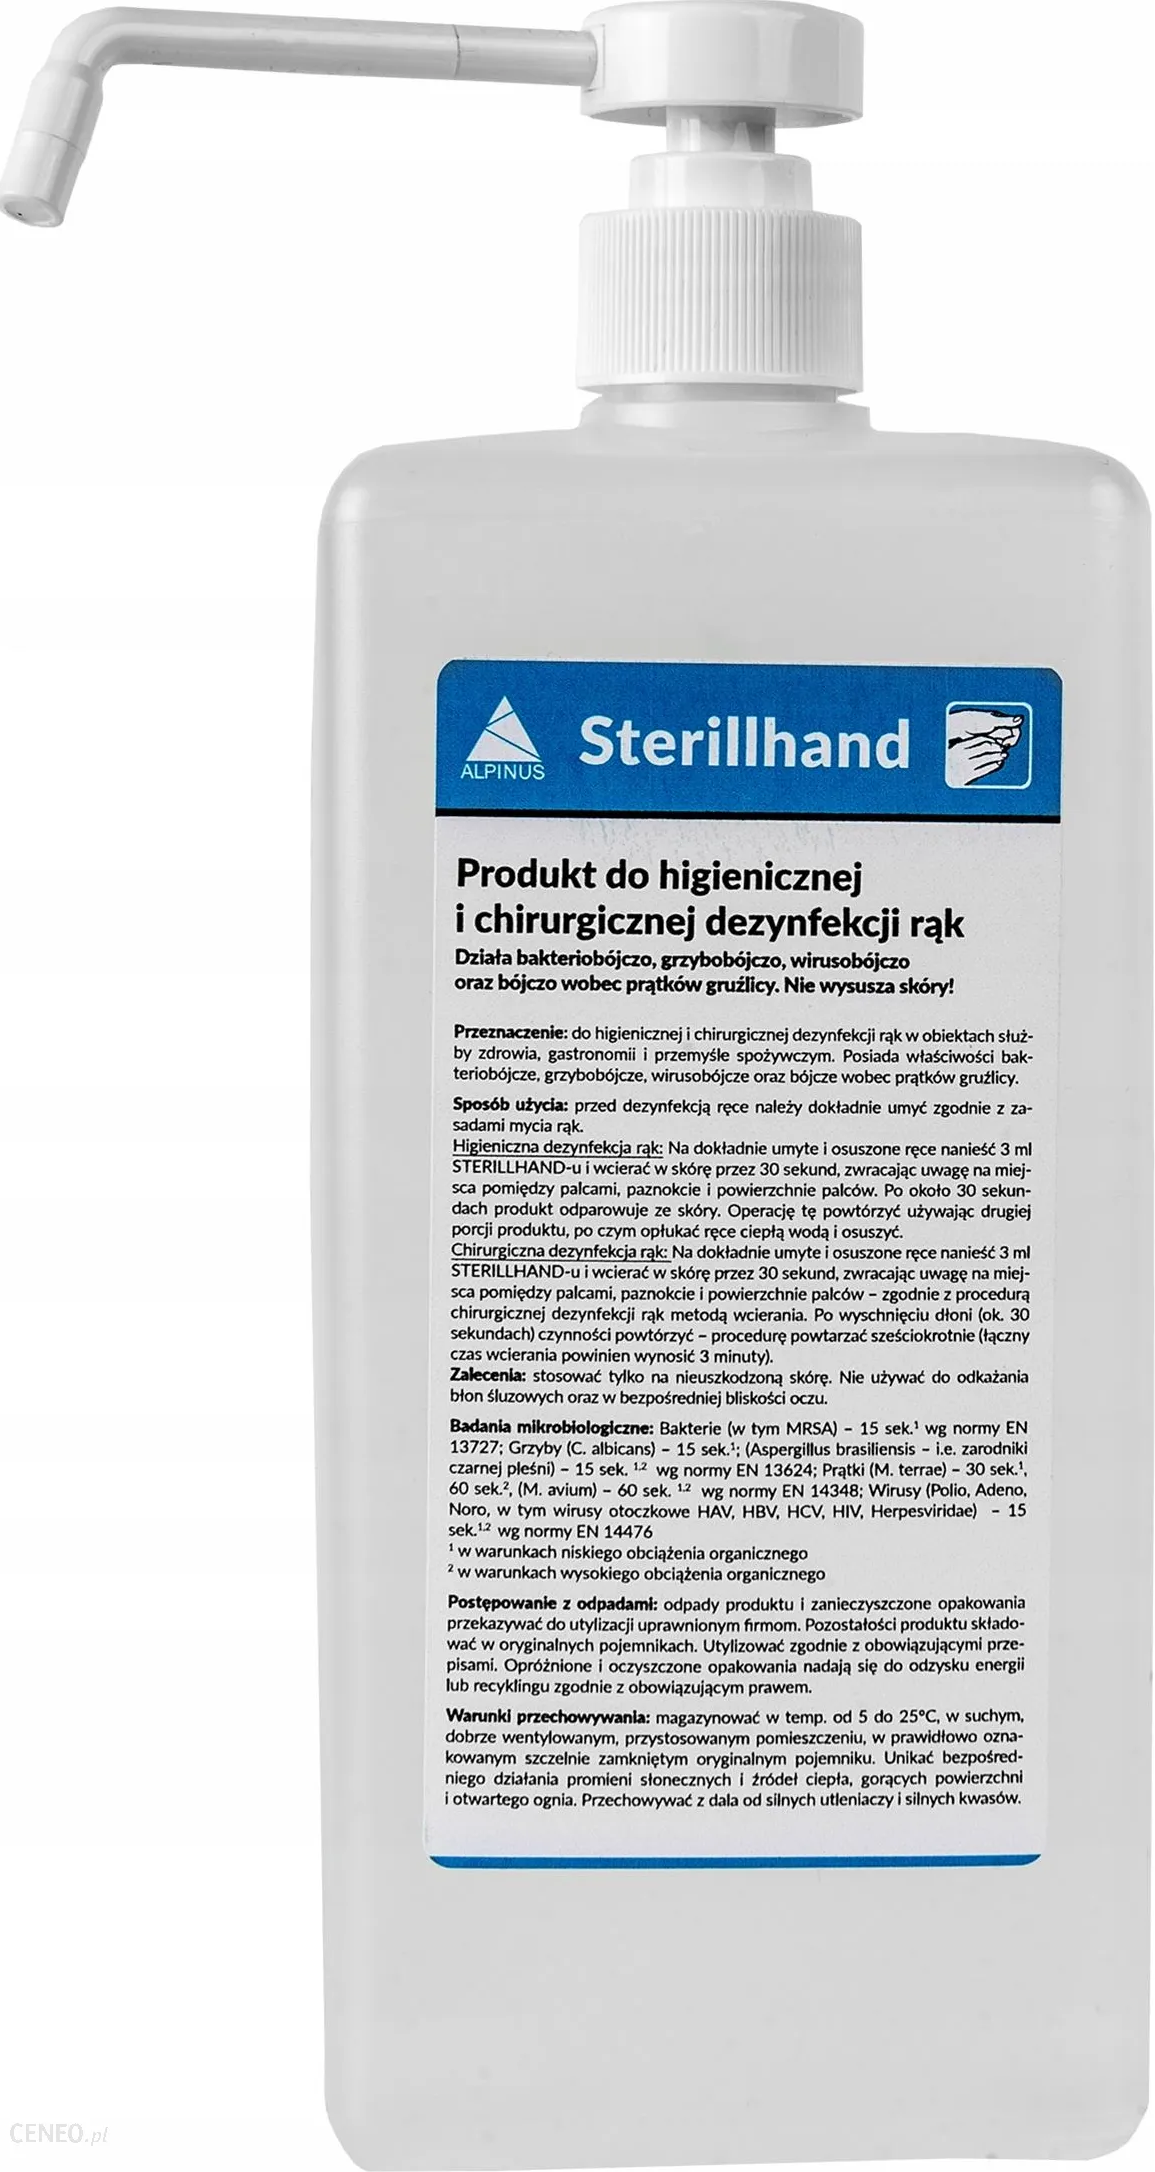 ALPINUS
Sterillhand
Produkt do higienicznej
i chirurgicznej dezynfekcji rąk
Działa bakteriobójczo, grzybobójczo, wirusobójczo
oraz bójczo wobec prątków gruźlicy. Nie wysusza skóry!
Przeznaczenie: do higienicznej i chirurgicznej dezynfekcji rąk w obiektach służ-
by zdrowia, gastronomii i przemyśle spożywczym. Posiada właściwości bak-
teriobójcze, grzybobójcze, wirusobójcze oraz bójcze wobec prątków gruźlicy.
Sposób użycia: przed dezynfekcją ręce należy dokładnie umyć zgodnie z za-
sadami mycia rąk.
Higieniczna dezynfekcja rąk: Na dokładnie umyte i osuszone ręce nanieść 3 ml
STERILLHAND-u i wcierać w skórę przez 30 sekund, zwracając uwagę na miej-
sca pomiędzy palcami, paznokcie i powierzchnie palców. Po około 30 sekun-
dach produkt odparowuje ze skóry. Operację tę powtórzyć używając drugiej
porcji produktu, po czym opłukać ręce ciepłą wodą i osuszyć.
Chirurgiczna dezynfekcja rąk: Na dokładnie umyte i osuszone ręce nanieść 3 ml
STERILLHAND-u i wcierać w skórę przez 30 sekund, zwracając uwagę na miej-
sca pomiędzy palcami, paznokcie i powierzchnie palców – zgodnie z procedurą
chirurgicznej dezynfekcji rąk metodą wcierania. Po wyschnięciu dłoni (ok. 30
sekundach) czynności powtórzyć – procedurę powtarzać sześciokrotnie (łączny
czas wcierania powinien wynosić 3 minuty).
Zalecenia: stosować tylko na nieuszkodzoną skórę. Nie używać do odkażania
błon śluzowych oraz w bezpośredniej bliskości oczu.
Badania mikrobiologiczne: Bakterie (w tym MRSA) – 15 sek.¹ wg normy EN
13727; Grzyby (C. albicans) – 15 sek.¹; (Aspergillus brasiliensis – i.e. zarodniki
czarnej pleśni) – 15 sek. ¹·² wg normy EN 13624; Prątki (M. terrae) – 30 sek.¹,
60 sek.², (M. avium) – 60 sek. ¹·² wg normy EN 14348; Wirusy (Polio, Adeno,
Noro, w tym wirusy otoczkowe HAV, HBV, HCV, HIV, Herpesviridae) – 15
sek.¹·² wg normy EN 14476
¹ w warunkach niskiego obciążenia organicznego
² w warunkach wysokiego obciążenia organicznego
Postępowanie z odpadami: odpady produktu i zanieczyszczone opakowania
przekazywać do utylizacji uprawnionym firmom. Pozostałości produktu składo-
wać w oryginalnych pojemnikach. Utylizować zgodnie z obowiązującymi prze-
pisami. Opróżnione i oczyszczone opakowania nadają się do odzysku energii
lub recyklingu zgodnie z obowiązującym prawem.
Warunki przechowywania: magazynować w temp. od 5 do 25°C, w suchym,
dobrze wentylowanym, przystosowanym pomieszczeniu, w prawidłowo ozna-
kowanym szczelnie zamkniętym oryginalnym pojemniku. Unikać bezpośred-
niego działania promieni słonecznych i źródeł ciepła, gorących powierzchni
i otwartego ognia. Przechowywać z dala od silnych utleniaczy i silnych kwasów.
CENEO.pl